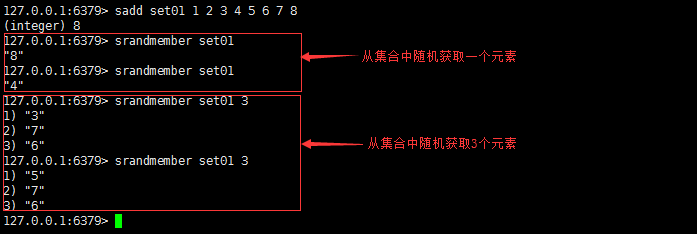 127.0.0.1:6379> sadd set01 1 2 3 4 5 6 7 8
(integer) 8
127.0.0.1:6379> srandmember set01
"8"
127.0.0.1:6379> srandmember set01
"4"
从集合中随机获取一个元素
127.0.0.1:6379> srandmember set01 3
1) "3"
2) "7"
3) "6"
127.0.0.1:6379> srandmember set01 3
1) "5"
2) "7"
3) "6"
从集合中随机获取3个元素
127.0.0.1:6379>